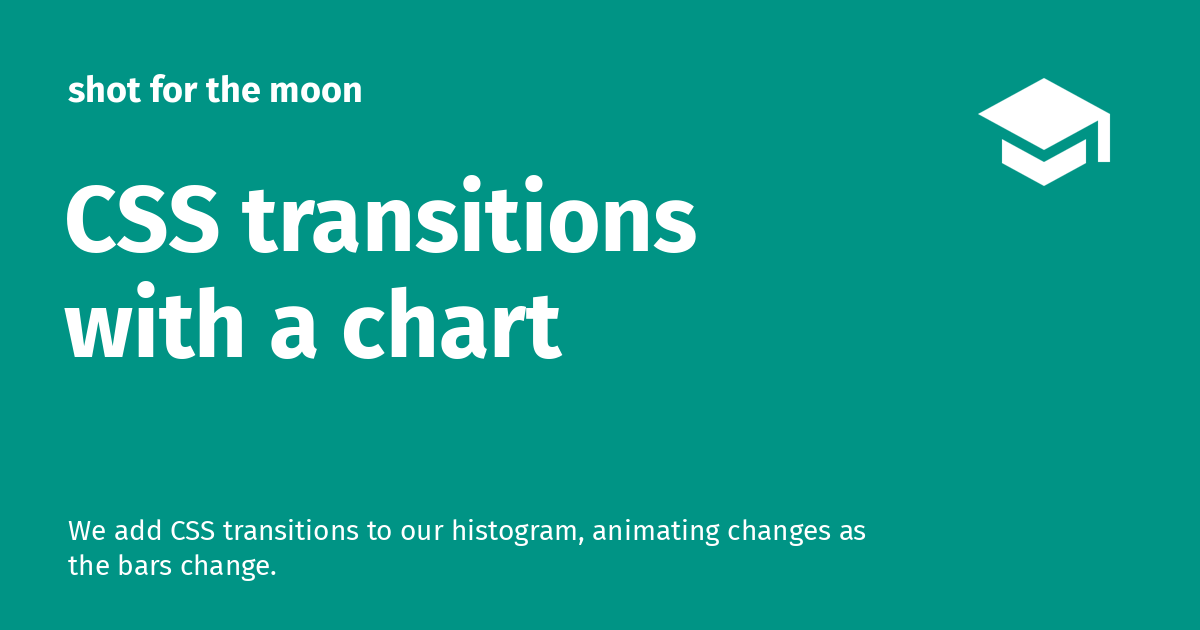 shot for the moon
CSS transitions
with a chart
We add CSS transitions to our histogram, animating changes as
the bars change.